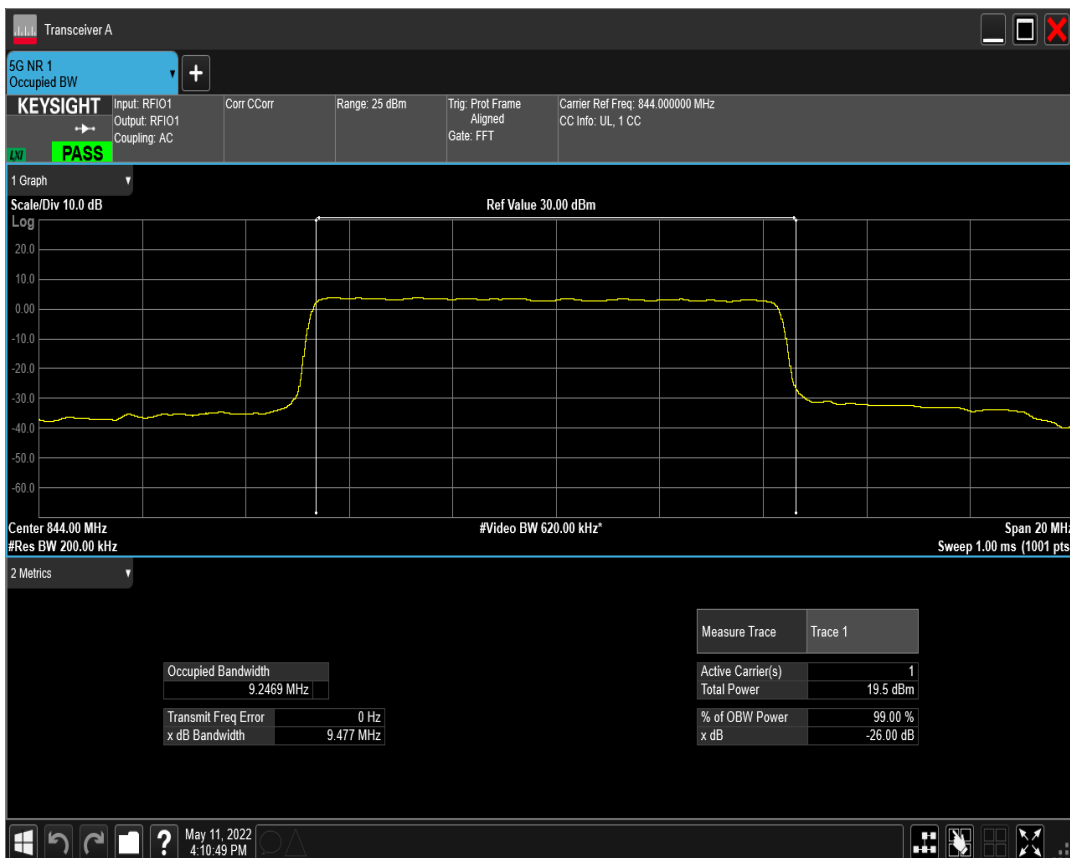 Transceiver A
5G NR 1
Occupied BW
KEYSIGHT
LXI
PASS
Input: RFIO1
Output: RFIO1
Coupling: AC
Corr CCorr
Range: 25 dBm
Trig: Prot Frame
Aligned
Gate: FFT
Carrier Ref Freq: 844.000000 MHz
CC Info: UL, 1 CC
1 Graph
Scale/Div 10.0 dB
Ref Value 30.00 dBm
Log
20.0
10.0
0.00
-10.0
-20.0
-30.0
-40.0
-50.0
-60.0
Center 844.00 MHz
#Video BW 620.00 kHz*
Span 20 MHz
#Res BW 200.00 kHz
Sweep 1.00 ms (1001 pts
2 Metrics
Measure Trace Trace 1
Occupied Bandwidth
9.2469 MHz
Active Carrier(s) 1
Total Power 19.5 dBm
Transmit Freq Error 0 Hz
x dB Bandwidth 9.477 MHz
% of OBW Power 99.00 %
x dB -26.00 dB
?
May 11, 2022
4:10:49 PM